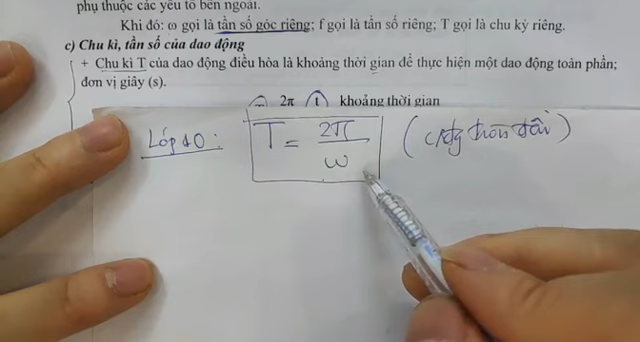 phụ thuộc các yếu tố bên ngoài.
Khi đó: ω gọi là tần số góc riêng; f gọi là tần số riêng; T gọi là chu kỳ riêng.
c) Chu kì, tần số của dao động
+ Chu kì T của dao động điều hòa là khoảng thời gian để thực hiện một dao động toàn phần;
đơn vị giây (s).
2π t khoảng thời gian
Lớp 10: T = 2π / ω (c/đg tròn đều)